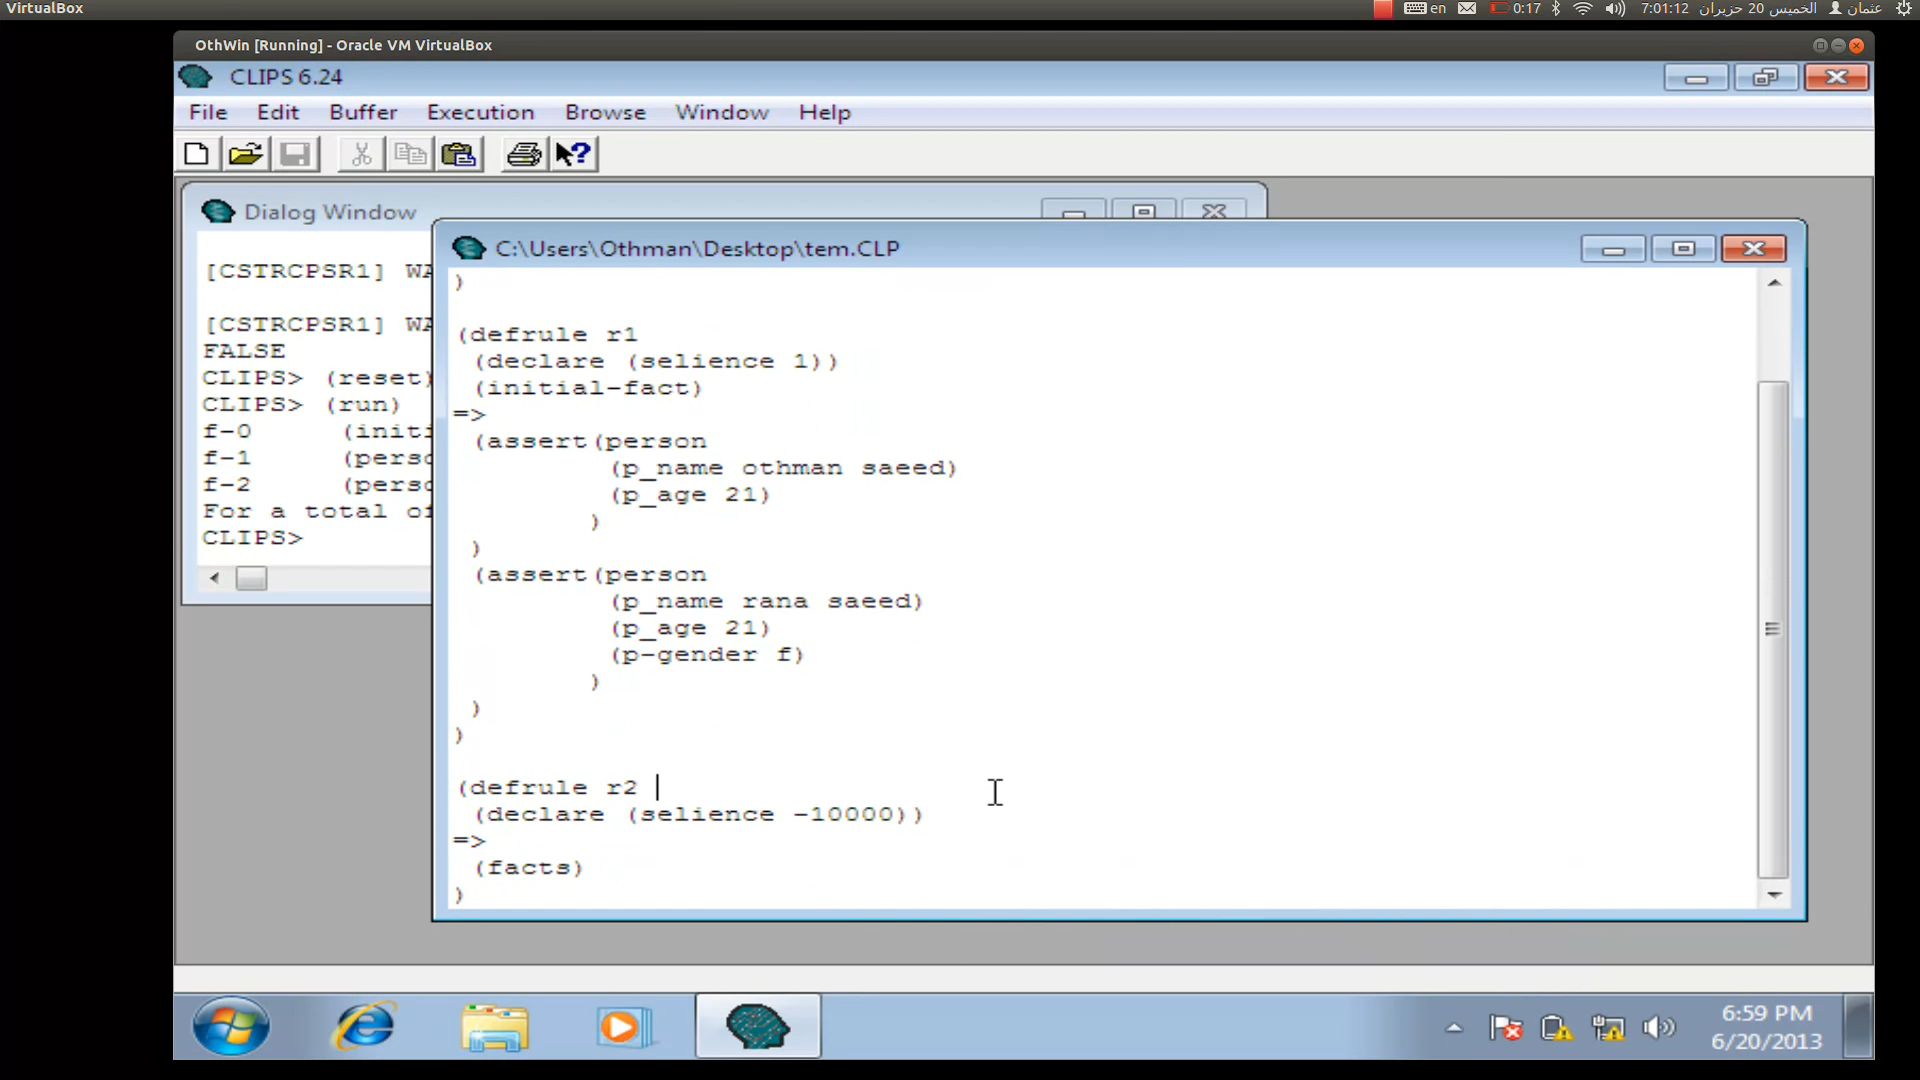 VirtualBox
en
0:17
الخميس 20 حزيران 7:01:12
عثمان
OthWin [Running] - Oracle VM VirtualBox
CLIPS 6.24
File Edit Buffer Execution Browse Window Help
Dialog Window
[CSTRCPSR1] WA
[CSTRCPSR1] WA
FALSE
CLIPS> (reset)
CLIPS> (run)
f-0 (initi
f-1 (perso
f-2 (perso
For a total of
CLIPS>
C:\Users\Othman\Desktop\tem.CLP
)
(defrule r1
(declare (selience 1))
(initial-fact)
=>
(assert(person
(p_name othman saeed)
(p_age 21)
)
)
(assert(person
(p_name rana saeed)
(p_age 21)
(p-gender f)
)
)
)
(defrule r2
(declare (selience -10000))
=>
(facts)
)
6:59 PM
6/20/2013